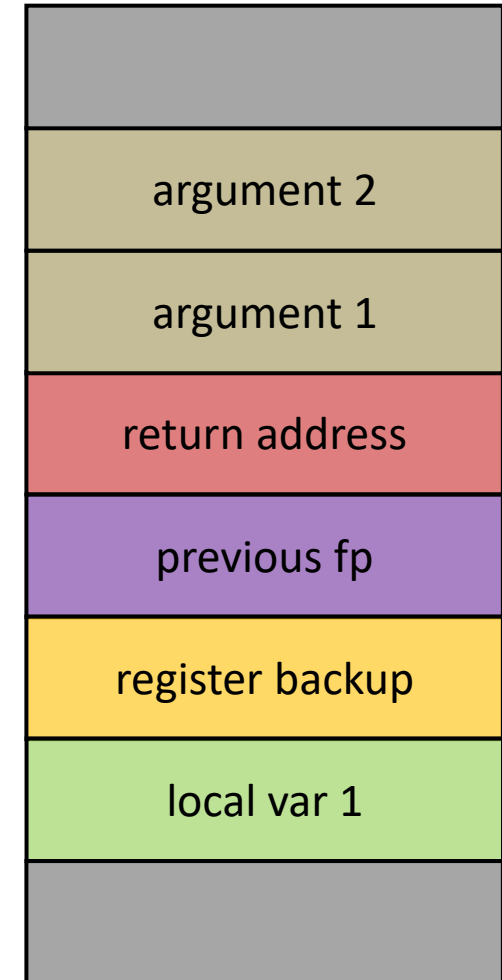 argument 2
argument 1
return address
previous fp
register backup
local var 1